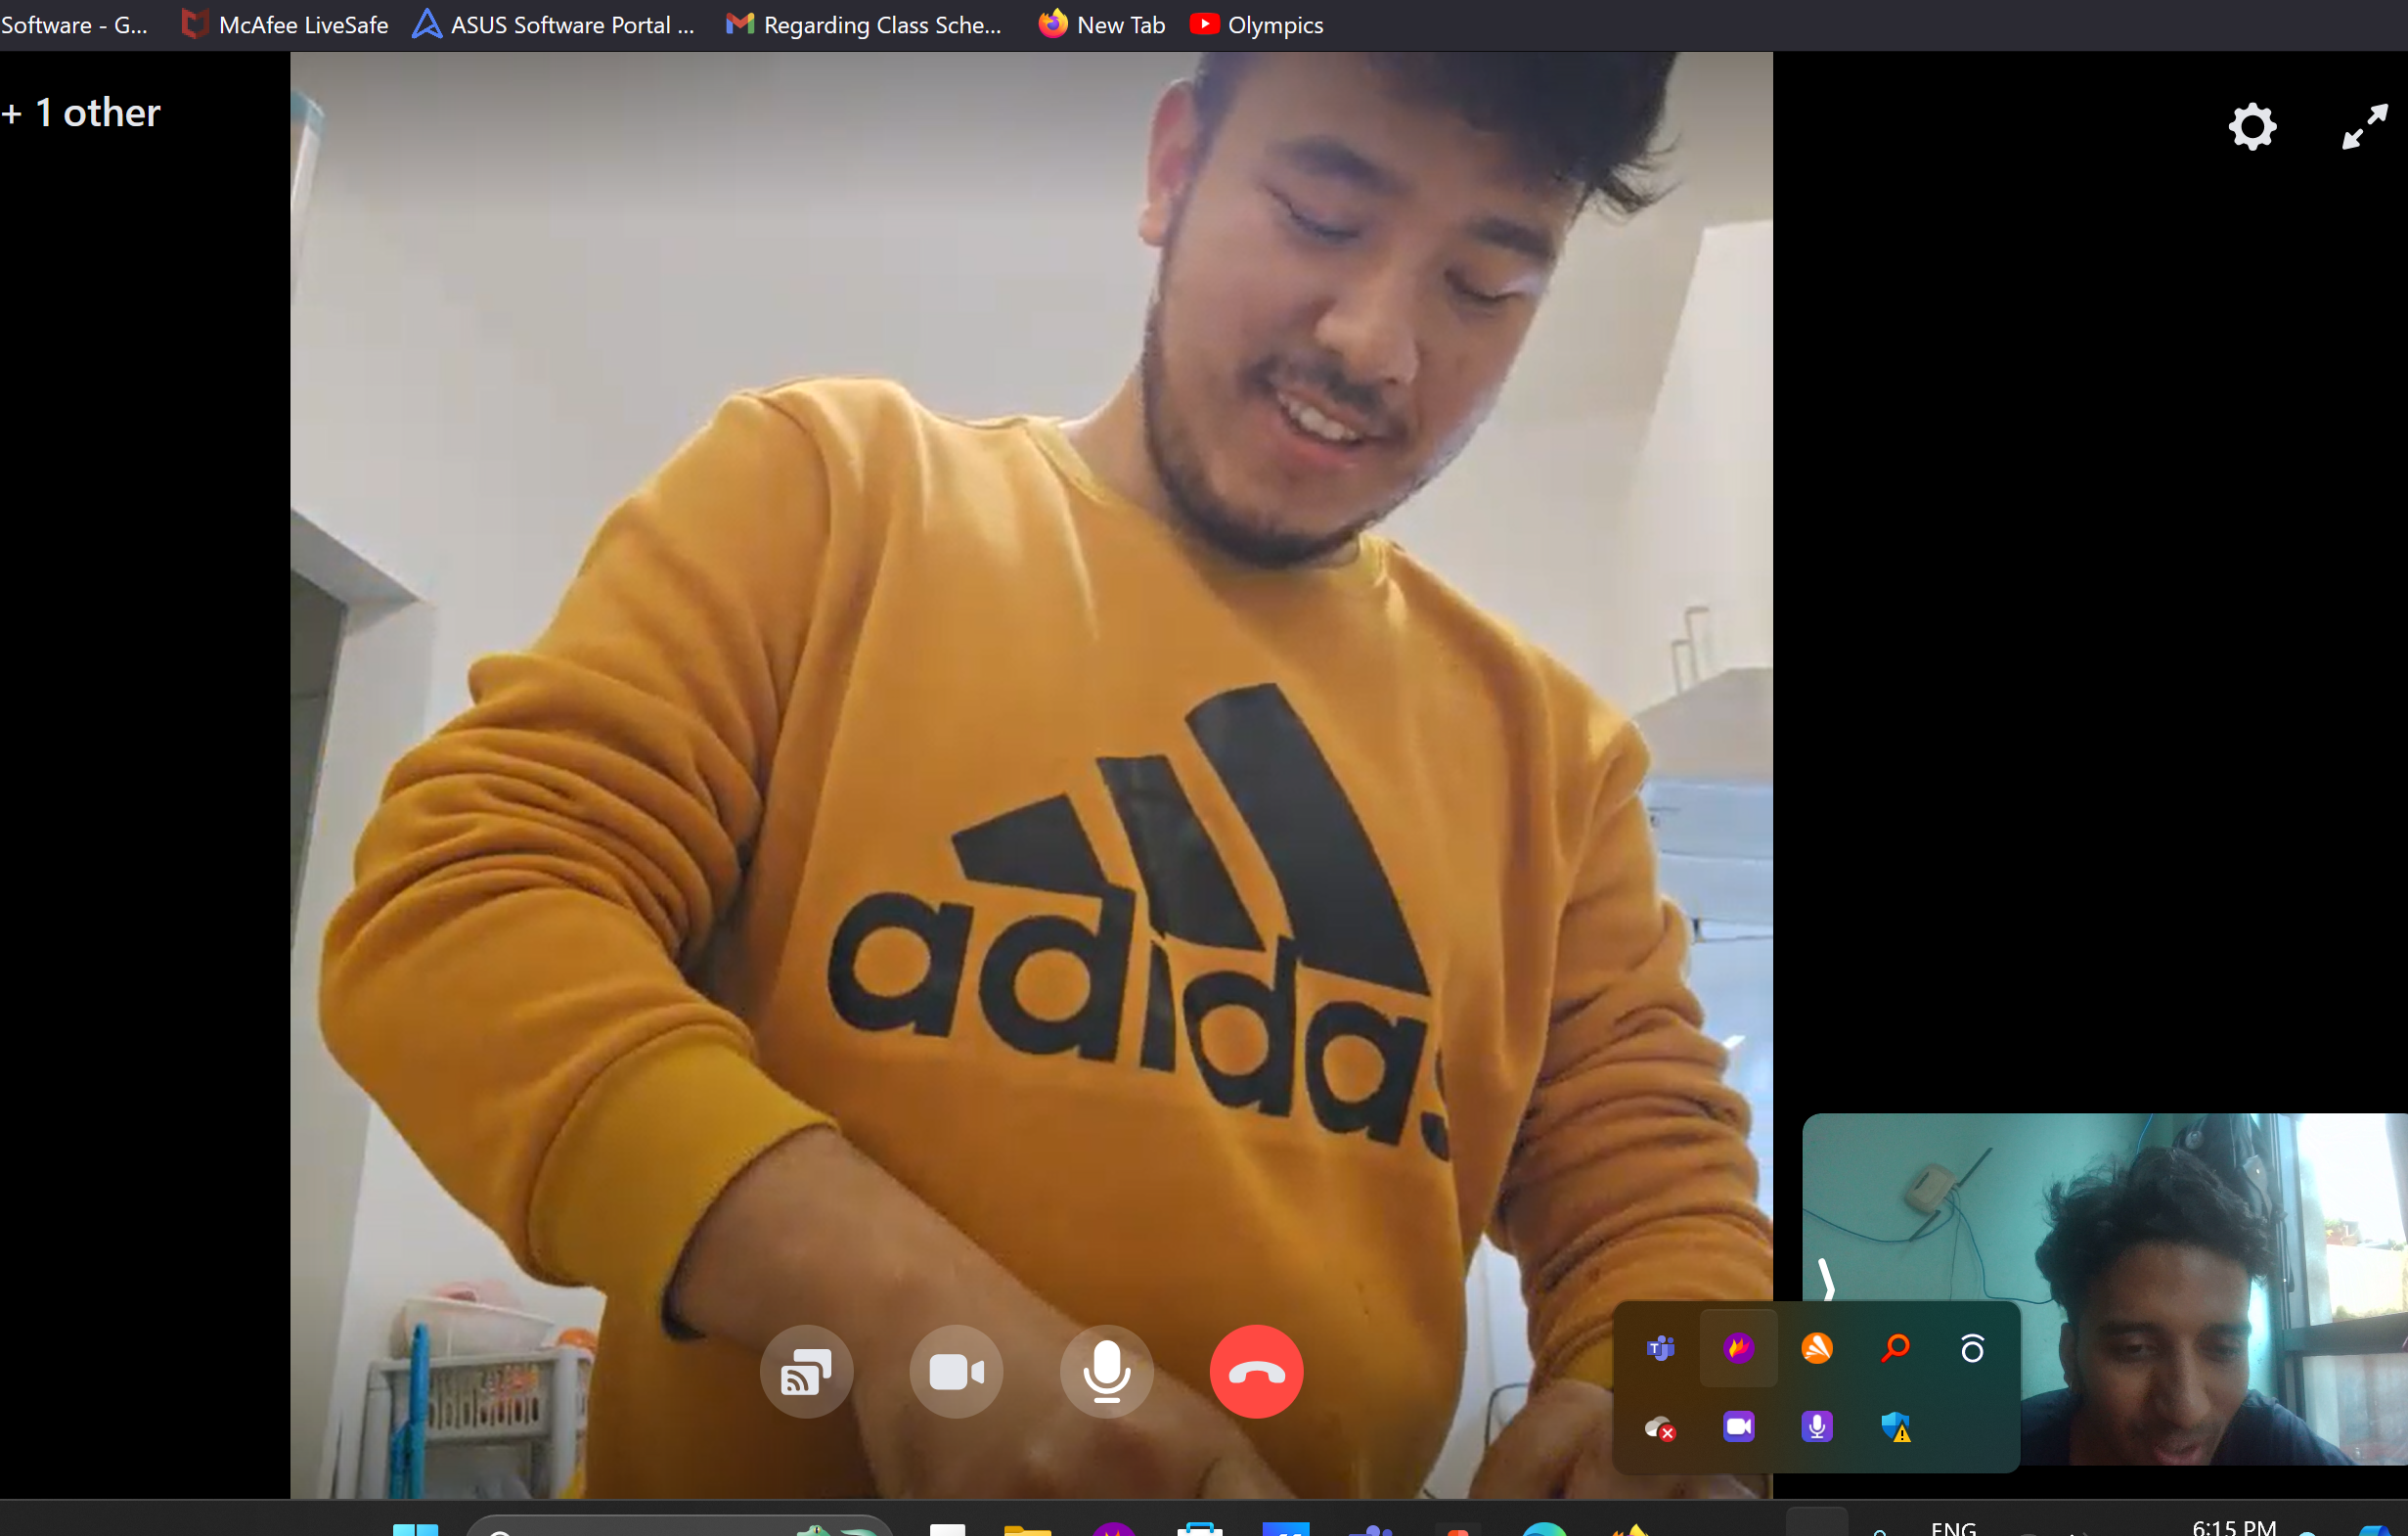 Software - G...
McAfee LiveSafe
ASUS Software Portal ...
Regarding Class Sche...
New Tab
Olympics
+ 1 other
adidas
ENG
6:15 PM